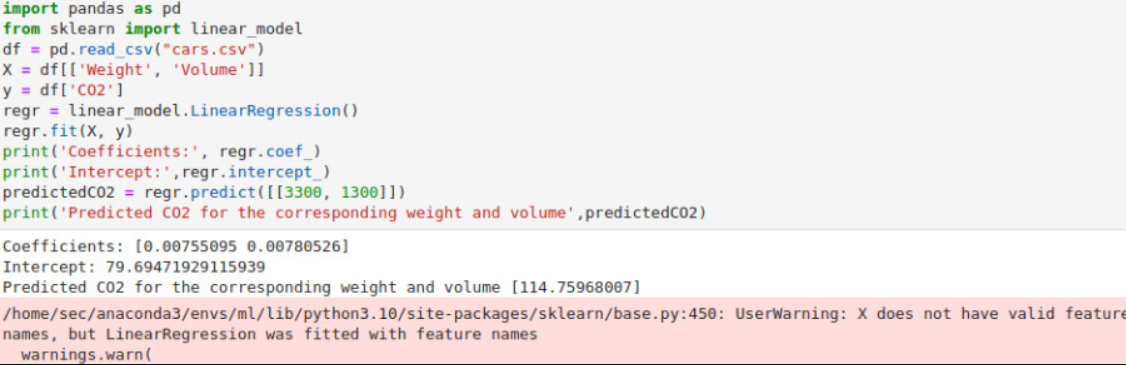 import pandas as pd
from sklearn import linear_model
df = pd.read_csv("cars.csv")
X = df[['Weight', 'Volume']]
y = df['CO2']
regr = linear_model.LinearRegression()
regr.fit(X, y)
print('Coefficients:', regr.coef_)
print('Intercept:',regr.intercept_)
predictedCO2 = regr.predict([[3300, 1300]])
print('Predicted CO2 for the corresponding weight and volume',predictedCO2)
Coefficients: [0.00755095 0.00780526]
Intercept: 79.69471929115939
Predicted CO2 for the corresponding weight and volume [114.75968007]
/home/sec/anaconda3/envs/ml/lib/python3.10/site-packages/sklearn/base.py:450: UserWarning: X does not have valid feature
names, but LinearRegression was fitted with feature names
  warnings.warn(